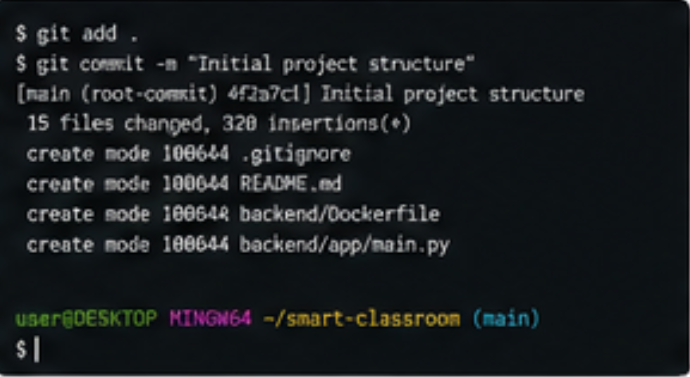 $ git add .
$ git commit -m "Initial project structure"
[main (root-commit) 4f2a7c1] Initial project structure
15 files changed, 320 insertions(+)
create mode 100644 .gitignore
create mode 100644 README.md
create mode 100644 backend/Dockerfile
create mode 100644 backend/app/main.py
user@DESKTOP MINGW64 ~/smart-classroom (main)
$